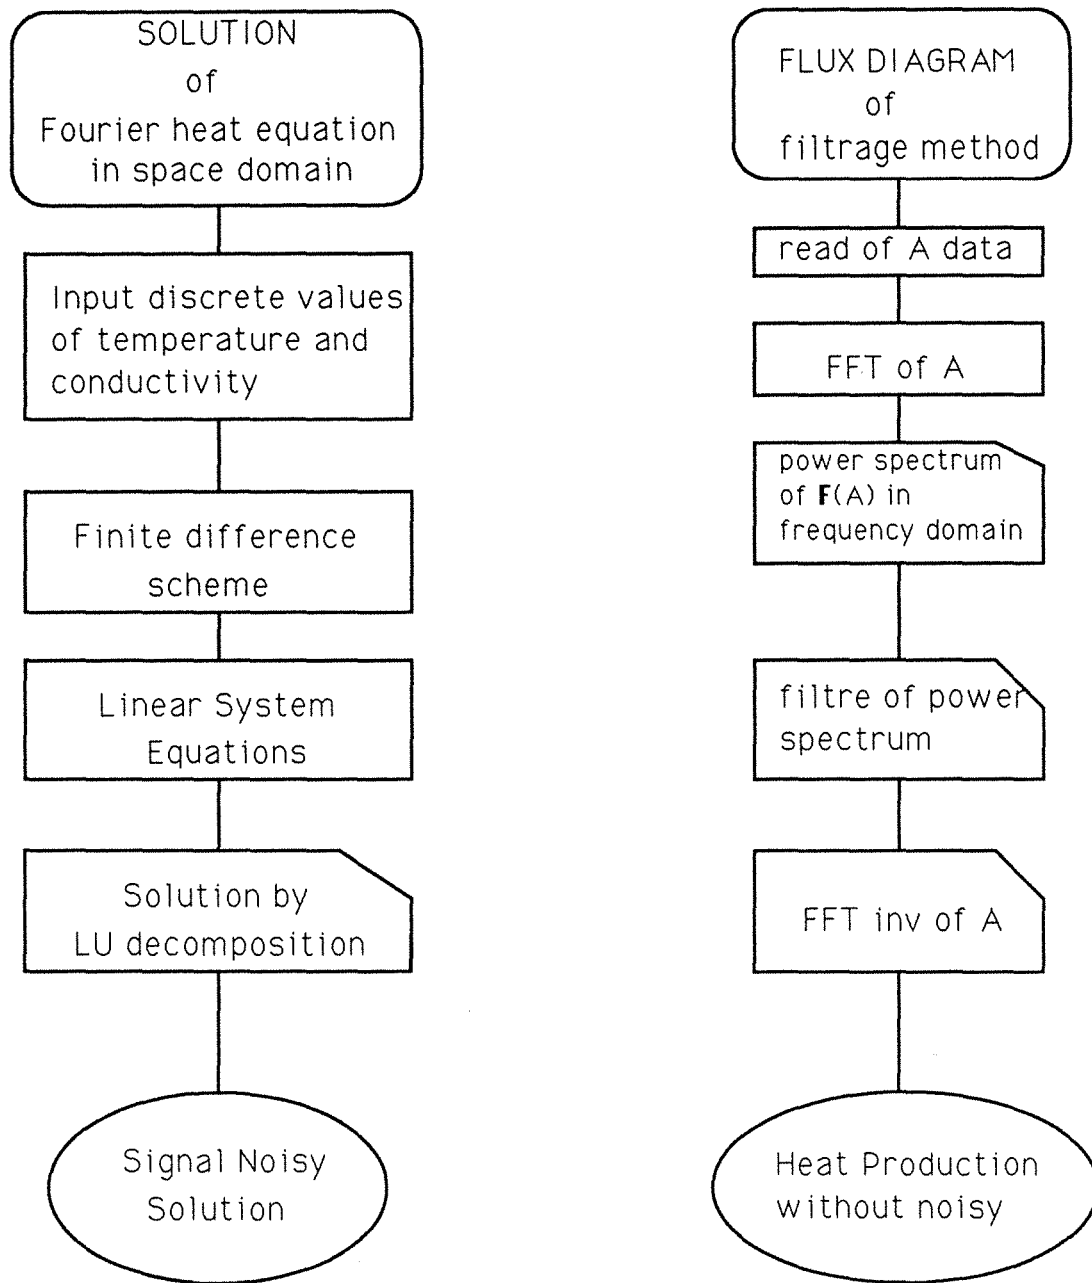 SOLUTION
of
Fourier heat equation
in space domain
Input discrete values
of temperature and
conductivity
Finite difference
scheme
Linear System
Equations
Solution by
LU decomposition
Signal Noisy
Solution
FLUX DIAGRAM
of
filtrage method
read of A data
FFT of A
power spectrum
of F(A) in
frequency domain
filtre of power
spectrum
FFT inv of A
Heat Production
without noisy